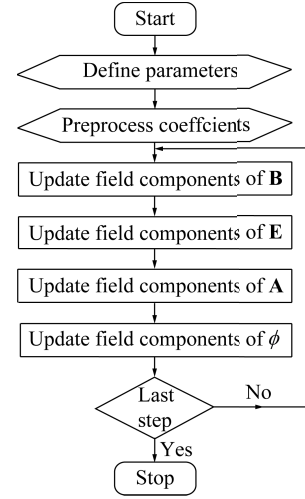 Start
Define parameters
Preprocess coeffcients
Update field components of B
Update field components of E
Update field components of A
Update field components of ϕ
Last
step
No
Yes
Stop